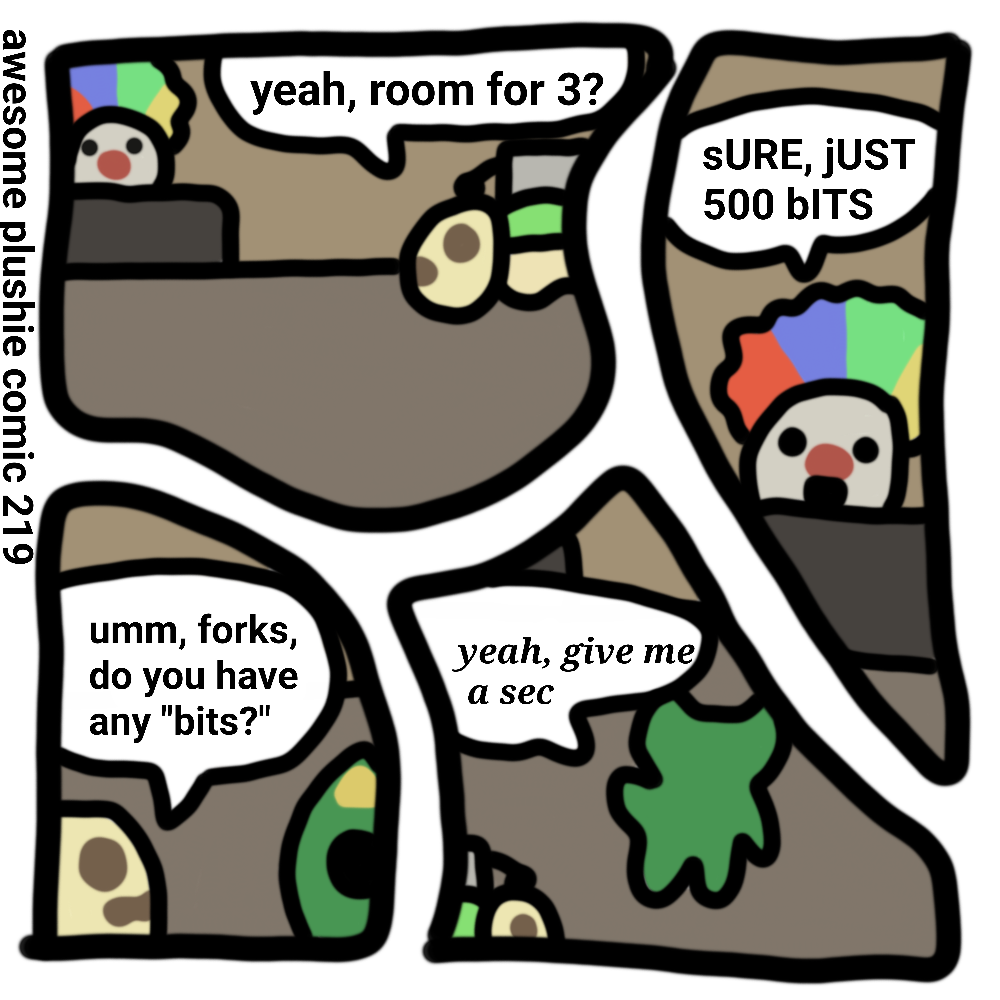 awesome plushie comic 219
yeah, room for 3?
sURE, jUST
500 bITS
umm, forks,
do you have
any "bits?"
yeah, give me
a sec